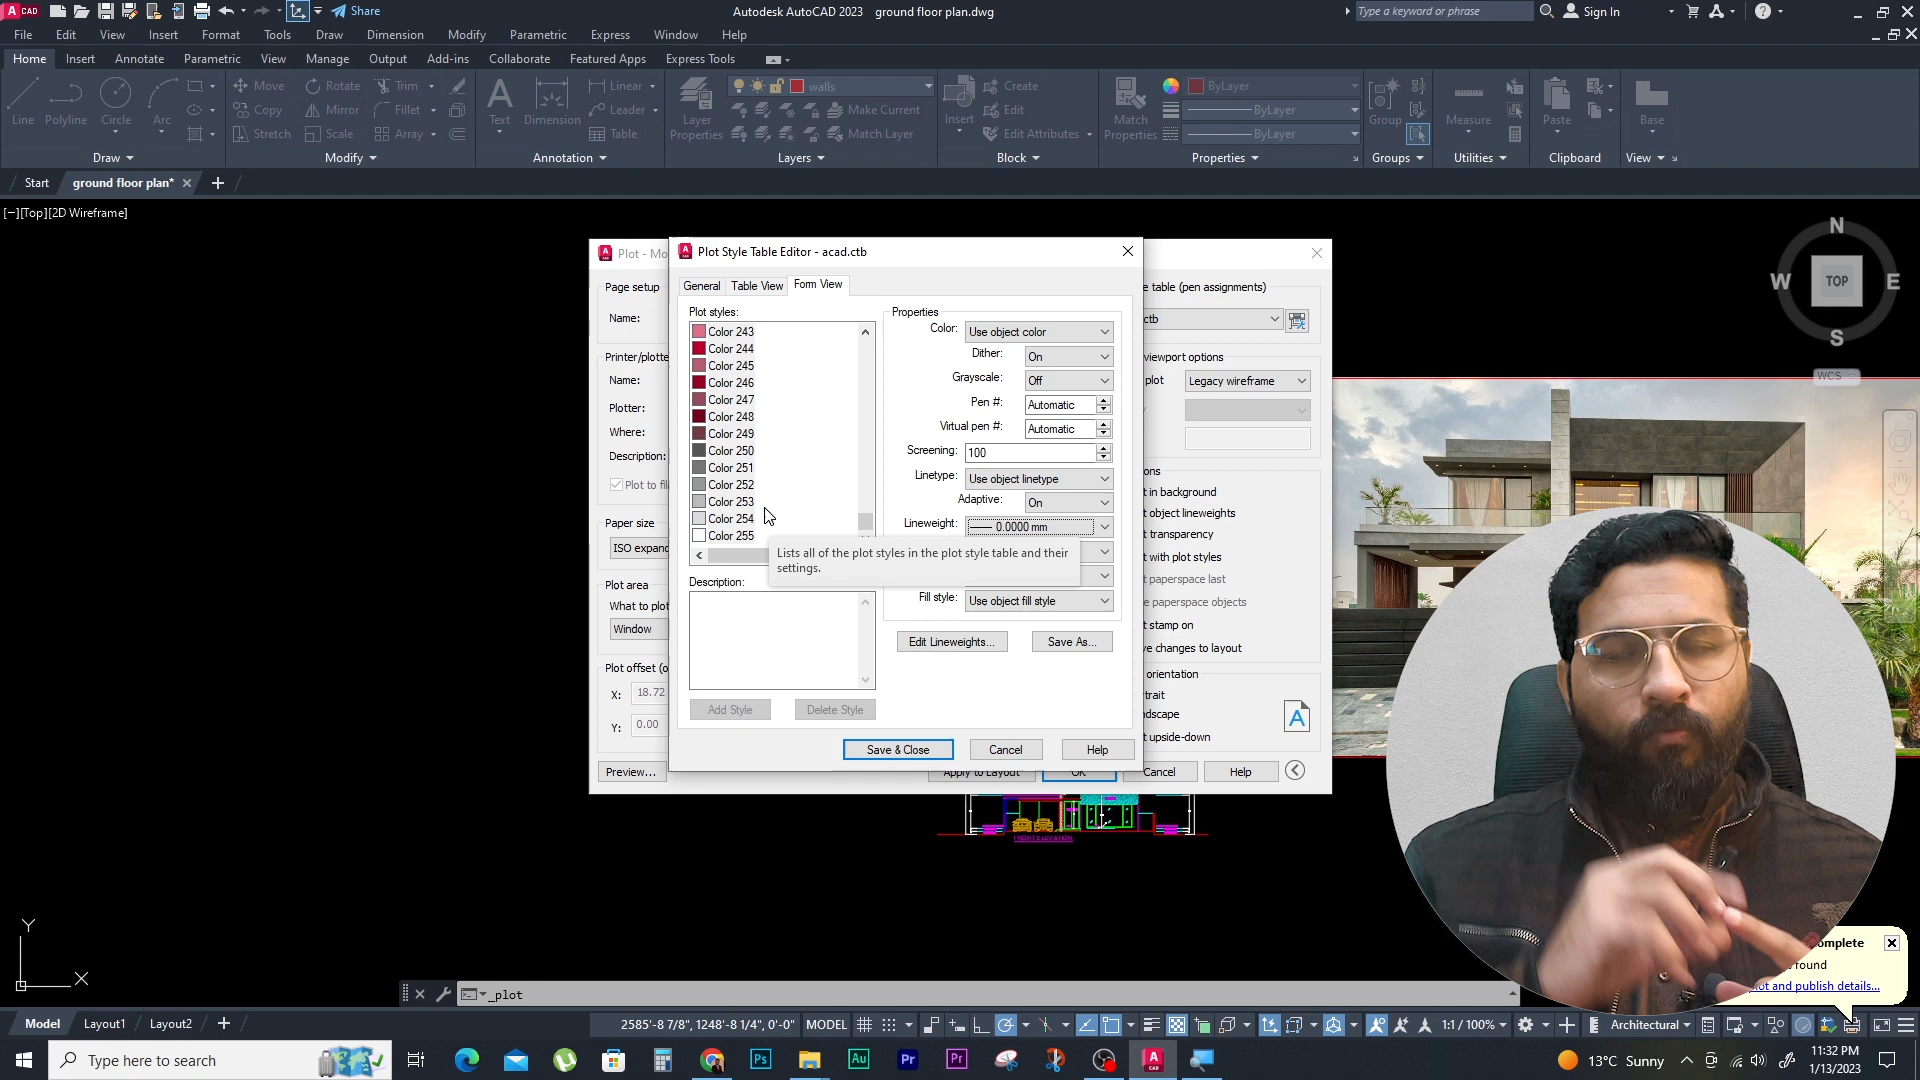 CAD
Share
Autodesk AutoCAD 2023 ground floor plan.dwg
Type a keyword or phrase
Sign In
File Edit View Insert Format Tools Draw Dimension Modify Parametric Express Window Help
Home Insert Annotate Parametric View Manage Output Add-ins Collaborate Featured Apps Express Tools
Line Polyline Circle Arc
Move Rotate Trim
Copy Mirror Fillet
Stretch Scale Array
Text Dimension
Linear
Leader
Table
Layer Properties
walls
Make Current
Match Layer
Insert
Create
Edit
Edit Attributes
Match Properties
ByLayer
ByLayer
ByLayer
Group
Measure
Paste
Base
Draw Modify Annotation Layers Block Properties Groups Utilities Clipboard View
Start ground floor plan*
[−][Top][2D Wireframe]
N
W TOP E
S
WCS
Plot - Mo
Page setup
Name:
Printer/plotte
Name:
Plotter:
Where:
Description:
Plot to fil
Paper size
ISO expand
Plot area
What to plot
Window
Plot offset (o
X: 18.72
Y: 0.00
Preview...
Plot Style Table Editor - acad.ctb
General Table View Form View
Plot styles:
Color 243
Color 244
Color 245
Color 246
Color 247
Color 248
Color 249
Color 250
Color 251
Color 252
Color 253
Color 254
Color 255
Lists all of the plot styles in the plot style table and their
settings.
Description:
Add Style Delete Style
Properties
Color: Use object color
Dither: On
Grayscale: Off
Pen #: Automatic
Virtual pen #: Automatic
Screening: 100
Linetype: Use object linetype
Adaptive: On
Lineweight: 0.0000 mm
Fill style: Use object fill style
Edit Lineweights... Save As...
Save & Close Cancel Help
e table (pen assignments)
ctb
viewport options
plot Legacy wireframe
ons
t in background
t object lineweights
t transparency
t with plot styles
t paperspace last
e paperspace objects
t stamp on
ve changes to layout
orientation
trait
dscape
t upside-down
A
Apply to Layout OK Cancel Help
FRONT ELEVATION
Y
X
_plot
omplete
found
lot and publish details...
Model Layout1 Layout2
2585'-8 7/8", 1248'-8 1/4", 0'-0" MODEL
1:1 / 100%
Architectural
Type here to search
Ps
Au
Pr
Pr
A
CAD
13°C Sunny
11:32 PM
1/13/2023